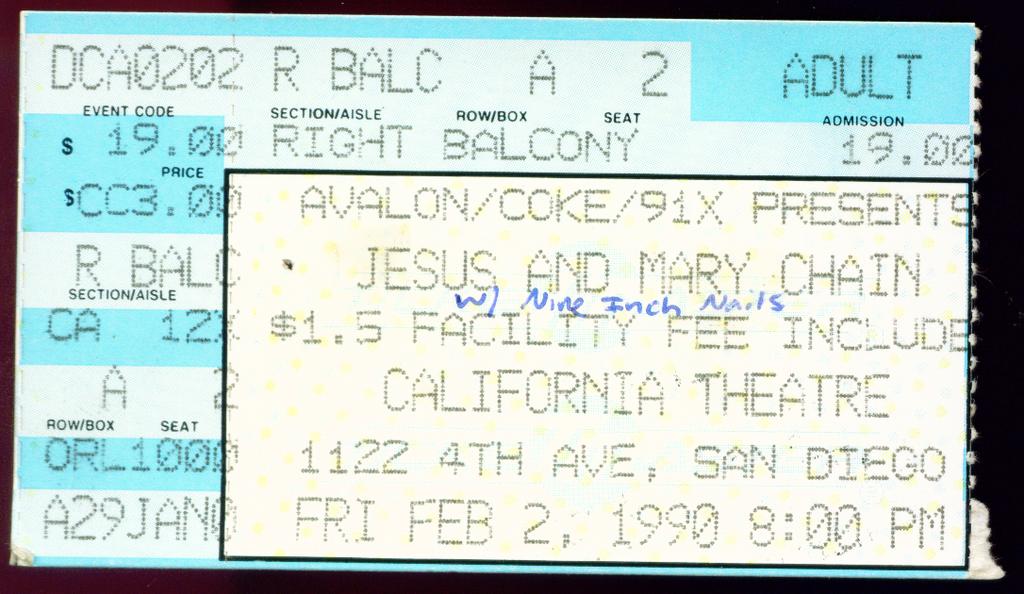 DCA0202 R BALC A 2 ADULT
EVENT CODE SECTION/AISLE ROW/BOX SEAT ADMISSION
$ 19.00 RIGHT BALCONY 19.00
PRICE
$CC3.00 AVALON/COKE/91X PRESENTS
R BALC JESUS AND MARY CHAIN
SECTION/AISLE W/ Nine Inch Nails
CA 12X $1.5 FACILITY FEE INCLUDE
A 2 CALIFORNIA THEATRE
ROW/BOX SEAT
ORL1000 1122 4TH AVE, SAN DIEGO
A29JAN0 FRI FEB 2, 1990 8:00 PM